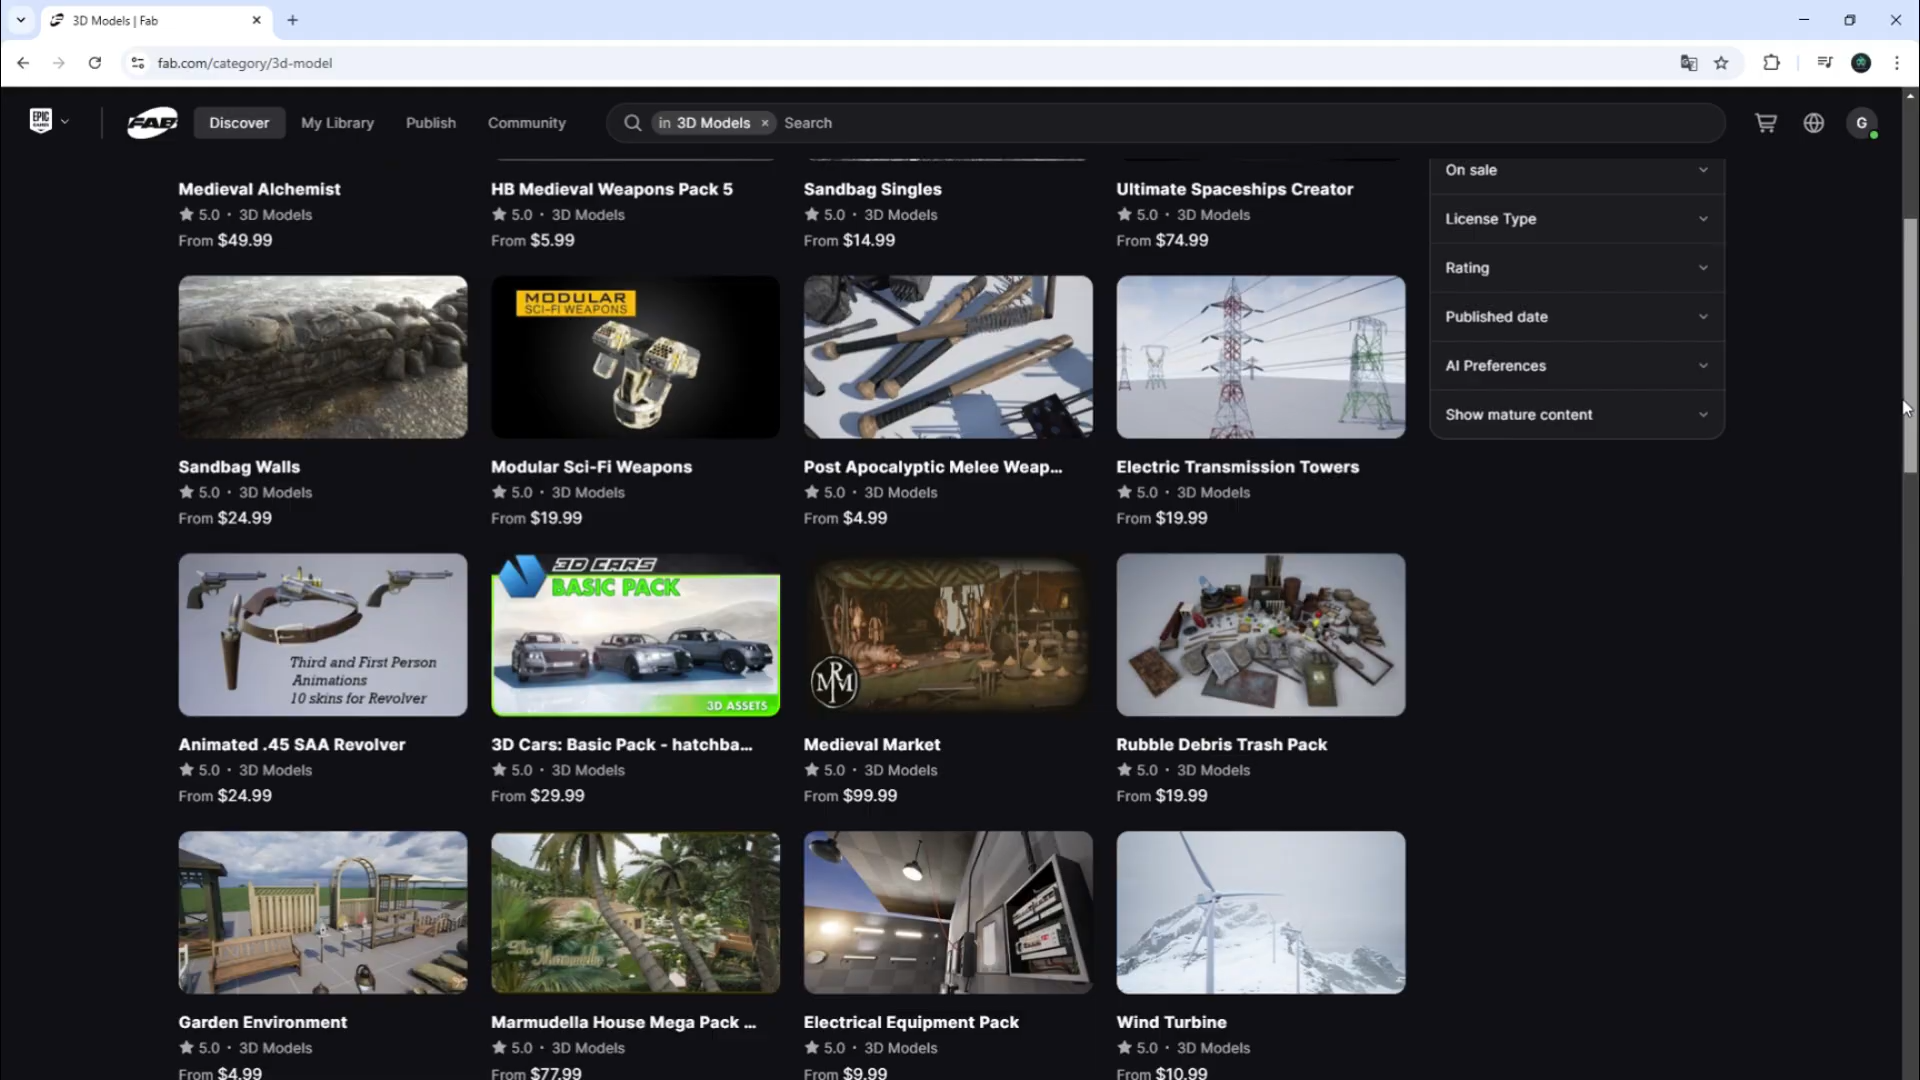 3D Models | Fab
fab.com/category/3d-model
EPIC GAMES
FAB
Discover
My Library
Publish
Community
in 3D Models ×
Search
G
Medieval Alchemist
5.0 · 3D Models
From $49.99
HB Medieval Weapons Pack 5
5.0 · 3D Models
From $5.99
Sandbag Singles
5.0 · 3D Models
From $14.99
Ultimate Spaceships Creator
5.0 · 3D Models
From $74.99
On sale
License Type
Rating
Published date
AI Preferences
Show mature content
Sandbag Walls
5.0 · 3D Models
From $24.99
MODULAR
SCI-FI WEAPONS
Modular Sci-Fi Weapons
5.0 · 3D Models
From $19.99
Post Apocalyptic Melee Weap...
5.0 · 3D Models
From $4.99
Electric Transmission Towers
5.0 · 3D Models
From $19.99
Third and First Person
Animations
10 skins for Revolver
Animated .45 SAA Revolver
5.0 · 3D Models
From $24.99
3D CARS
BASIC PACK
3D ASSETS
3D Cars: Basic Pack - hatchba...
5.0 · 3D Models
From $29.99
Medieval Market
5.0 · 3D Models
From $99.99
Rubble Debris Trash Pack
5.0 · 3D Models
From $19.99
Garden Environment
5.0 · 3D Models
From $4.99
The Marmudella
Marmudella House Mega Pack ...
5.0 · 3D Models
From $77.99
Electrical Equipment Pack
5.0 · 3D Models
From $9.99
Wind Turbine
5.0 · 3D Models
From $10.99